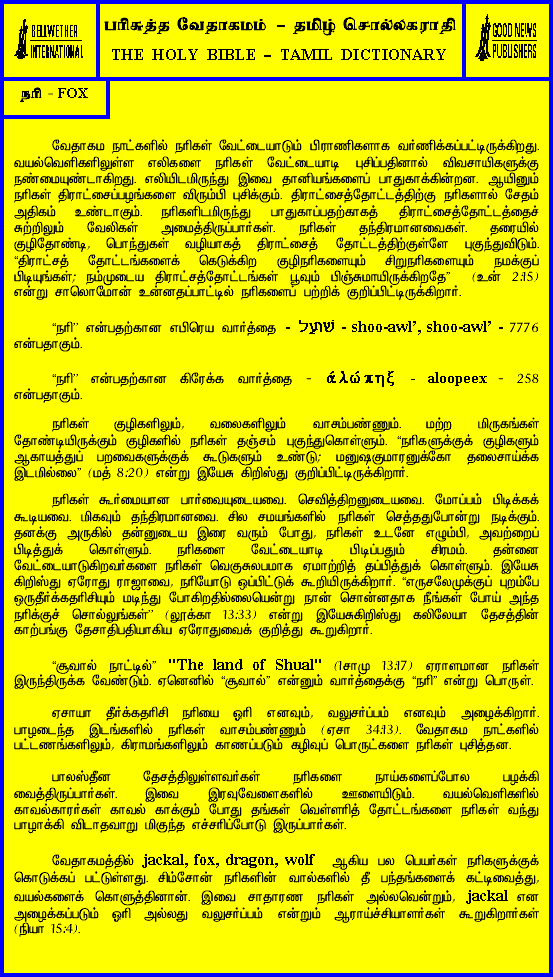 BELLWETHER
INTERNATIONAL
பரிசுத்த வேதாகமம் – தமிழ் சொல்லகராதி
THE HOLY BIBLE – TAMIL DICTIONARY
GOOD NEWS
PUBLISHERS
நரி - FOX
வேதாகம நாட்களில் நரிகள் வேட்டையாடும் பிராணிகளாக வர்ணிக்கப்பட்டிருக்கிறது.
வயல்வெளிகளிலுள்ள எலிகளை நரிகள் வேட்டையாடி புசிப்பதினால் விவசாயிகளுக்கு
நன்மையுண்டாகிறது. எலியிடமிருந்து இவை தானியங்களைப் பாதுகாக்கின்றன. ஆயினும்
நரிகள் திராட்சைப்பழங்களை விரும்பி புசிக்கும். திராட்சைத்தோட்டத்திற்கு நரிகளால் சேதம்
அதிகம் உண்டாகும். நரிகளிடமிருந்து பாதுகாப்பதற்காகத் திராட்சைத்தோட்டத்தைச்
சுற்றிலும் வேலிகள் அமைத்திருப்பார்கள். நரிகள் தந்திரமானவைகள். தரையில்
குழிதோண்டி, பொந்துகள் வழியாகத் திராட்சைத் தோட்டத்திற்குள்ளே புகுந்துவிடும்.
“திராட்சத் தோட்டங்களைக் கெடுக்கிற குழிநரிகளையும் சிறுநரிகளையும் நமக்குப்
பிடியுங்கள்; நம்முடைய திராட்சத்தோட்டங்கள் பூவும் பிஞ்சுமாயிருக்கிறதே” (உன் 2:15)
என்று சாலொமோன் உன்னதப்பாட்டில் நரிகளைப் பற்றிக் குறிப்பிட்டிருக்கிறார்.
“நரி” என்பதற்கான எபிரெய வார்த்தை - שׁוּעָל - shoo-awl’, shoo-awl’ - 7776
என்பதாகும்.
“நரி” என்பதற்கான கிரேக்க வார்த்தை - ἀλώπηξ - aloopeex - 258
என்பதாகும்.
நரிகள் குழிகளிலும், வலைகளிலும் வாசம்பண்ணும். மற்ற மிருகங்கள்
தோண்டியிருக்கும் குழிகளில் நரிகள் தஞ்சம் புகுந்துகொள்ளும். “நரிகளுக்குக் குழிகளும்
ஆகாயத்துப் பறவைகளுக்குக் கூடுகளும் உண்டு; மனுஷகுமாரனுக்கோ தலைசாய்க்க
இடமில்லை” (மத் 8:20) என்று இயேசு கிறிஸ்து குறிப்பிட்டிருக்கிறார்.
நரிகள் கூர்மையான பார்வையுடையவை. செவித்திறனுடையவை. மோப்பம் பிடிக்கக்
கூடியவை. மிகவும் தந்திரமானவை. சில சமயங்களில் நரிகள் செத்ததுபோன்று நடிக்கும்.
தனக்கு அருகில் தன்னுடைய இரை வரும் போது, நரிகள் உடனே எழும்பி, அவற்றைப்
பிடித்துக் கொள்ளும். நரிகளை வேட்டையாடி பிடிப்பதும் சிரமம். தன்னை
வேட்டையாடுகிறவர்களை நரிகள் வெகுசுலபமாக ஏமாற்றித் தப்பித்துக் கொள்ளும். இயேசு
கிறிஸ்து ஏரோது ராஜாவை, நரியோடு ஒப்பிட்டுக் கூறியிருக்கிறார். “எருசலேமுக்குப் புறம்பே
ஒருதீர்க்கதரிசியும் மடிந்து போகிறதில்லையென்று நான் சொன்னதாக நீங்கள் போய் அந்த
நரிக்குச் சொல்லுங்கள்” (லூக்கா 13:33) என்று இயேசுகிறிஸ்து கலிலேயா தேசத்தின்
காற்பங்கு தேசாதிபதியாகிய ஏரோதுவைக் குறித்து கூறுகிறார்.
“சூவால் நாட்டில்” "The land of Shual" (1சாமு 13:17) ஏராளமான நரிகள்
இருந்திருக்க வேண்டும். ஏனெனில் “சூவால்” என்னும் வார்த்தைக்கு “நரி” என்று பொருள்.
ஏசாயா தீர்க்கதரிசி நரியை ஓரி எனவும், வலுசர்ப்பம் எனவும் அழைக்கிறார்.
பாழடைந்த இடங்களில் நரிகள் வாசம்பண்ணும் (ஏசா 34:13). வேதாகம நாட்களில்
பட்டணங்களிலும், கிராமங்களிலும் காணப்படும் கழிவுப் பொருட்களை நரிகள் புசித்தன.
பாலஸ்தீன தேசத்திலுள்ளவர்கள் நரிகளை நாய்களைப்போல பழக்கி
வைத்திருப்பார்கள். இவை இரவுவேளைகளில் ஊளையிடும். வயல்வெளிகளில்
காவல்காரர்கள் காவல் காக்கும் போது தங்கள் வெள்ளரித் தோட்டங்களை நரிகள் வந்து
பாழாக்கி விடாதவாறு மிகுந்த எச்சரிப்போடு இருப்பார்கள்.
வேதாகமத்தில் jackal, fox, dragon, wolf ஆகிய பல பெயர்கள் நரிகளுக்குக்
கொடுக்கப் பட்டுள்ளது. சிம்சோன் நரிகளின் வால்களில் தீ பந்தங்களைக் கட்டிவைத்து,
வயல்களைக் கொளுத்தினான். இவை சாதாரண நரிகள் அல்லவென்றும், jackal என
அழைக்கப்படும் ஓரி அல்லது வலுசர்ப்பம் என்றும் ஆராய்ச்சியாளர்கள் கூறுகிறார்கள்
(நியா 15:4).